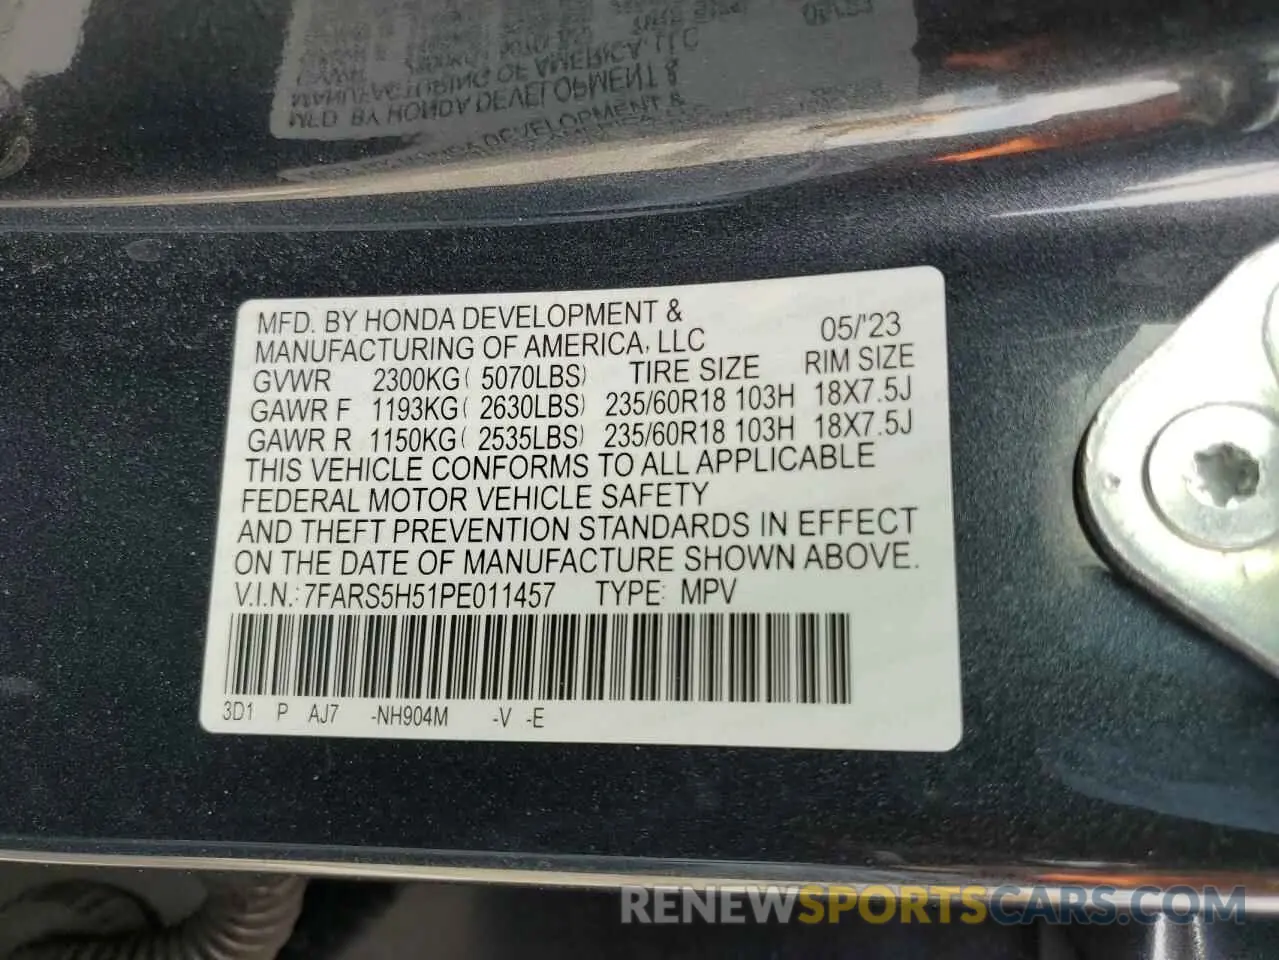 MFD. BY HONDA DEVELOPMENT &
MANUFACTURING OF AMERICA, LLC 05/'23
GVWR 2300KG( 5070LBS) TIRE SIZE RIM SIZE
GAWR F 1193KG( 2630LBS) 235/60R18 103H 18X7.5J
GAWR R 1150KG( 2535LBS) 235/60R18 103H 18X7.5J
THIS VEHICLE CONFORMS TO ALL APPLICABLE
FEDERAL MOTOR VEHICLE SAFETY
AND THEFT PREVENTION STANDARDS IN EFFECT
ON THE DATE OF MANUFACTURE SHOWN ABOVE.
V.I.N.: 7FARS5H51PE011457 TYPE: MPV
3D1 P AJ7 -NH904M -V -E
RENEWSPORTSCARS.COM